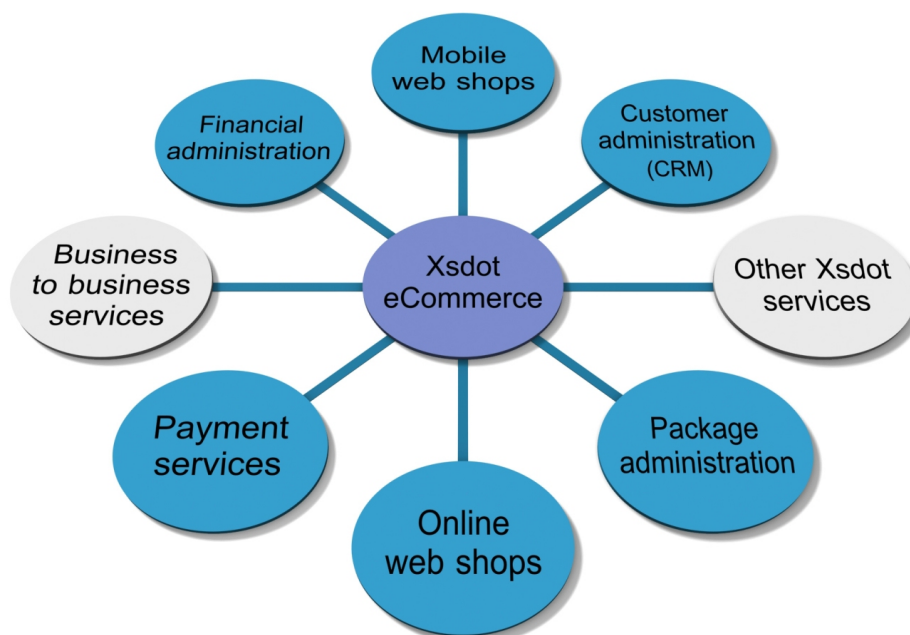 Mobile
web shops
Financial
administration
Customer
administration
(CRM)
Business
to business
services
Xsdot
eCommerce
Other Xsdot
services
Payment
services
Package
administration
Online
web shops